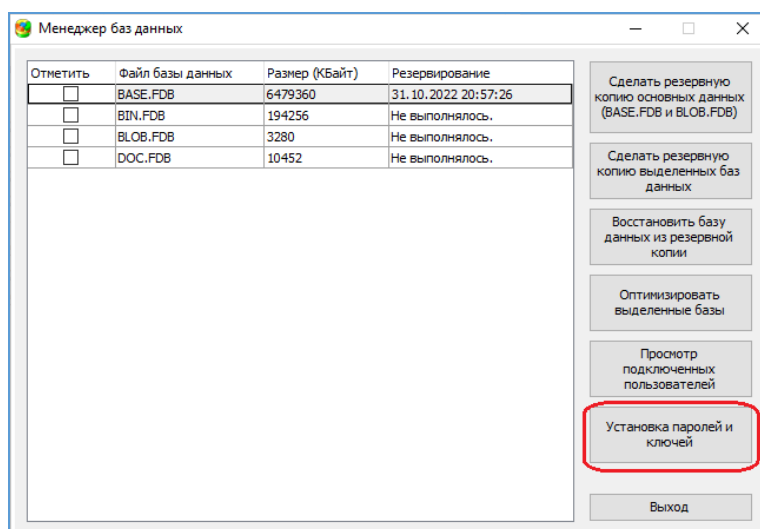 Менеджер баз данных
Отметить Файл базы данных Размер (КБайт) Резервирование
BASE.FDB 6479360 31.10.2022 20:57:26
BIN.FDB 194256 Не выполнялось.
BLOB.FDB 3280 Не выполнялось.
DOC.FDB 10452 Не выполнялось.
Сделать резервную
копию основных данных
(BASE.FDB и BLOB.FDB)
Сделать резервную
копию выделенных баз
данных
Восстановить базу
данных из резервной
копии
Оптимизировать
выделенные базы
Просмотр
подключенных
пользователей
Установка паролей и
ключей
Выход